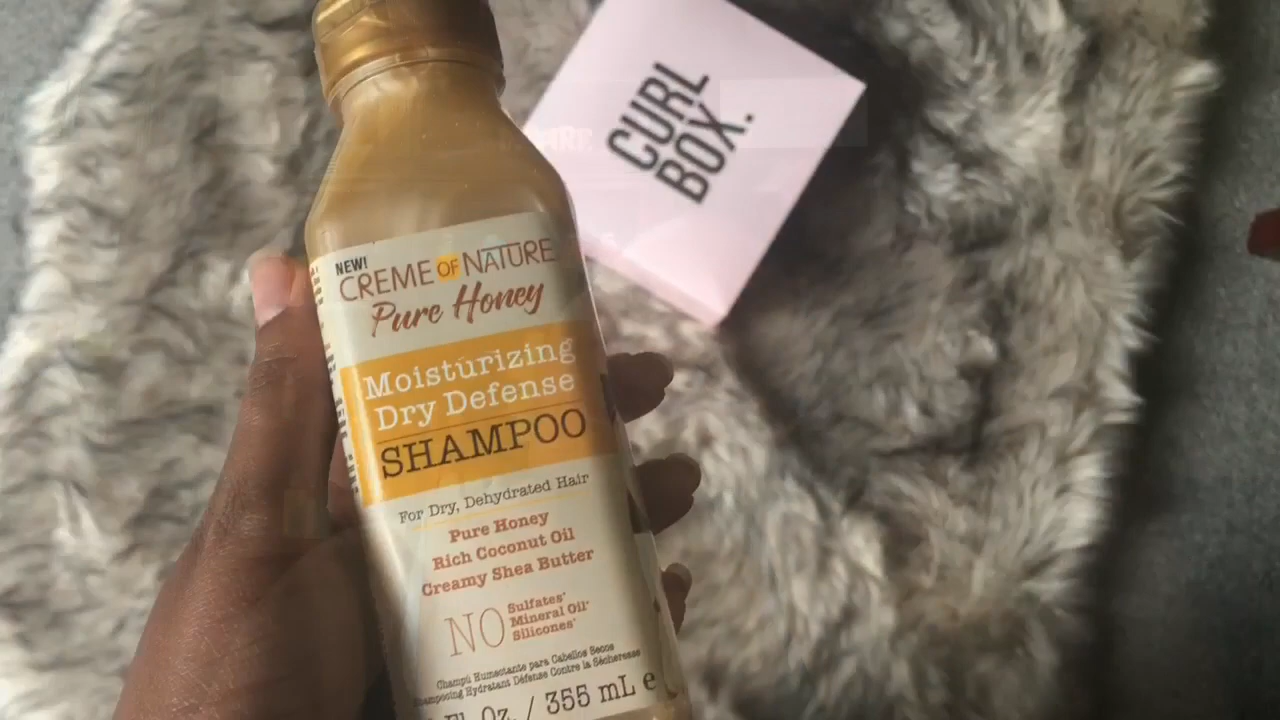 CURL
BOX.
NEW!
CREME OF NATURE
Pure Honey
Moisturizing
Dry Defense
SHAMPOO
For Dry, Dehydrated Hair
Pure Honey
Rich Coconut Oil
Creamy Shea Butter
NO
Sulfates*
Mineral Oil*
Silicones*
Champú Humectante para Cabellos Secos
Shampooing Hydratant Défense Contre la Sécheresse
Fl. Oz. / 355 mL e